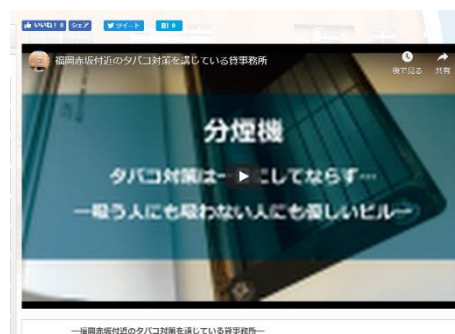 いいね! 0 シェア ツイート B! 0
福岡赤坂付近のタバコ対策を講じている貸事務所
後で見る 共有
分煙機
タバコ対策は一 にしてならず…
―吸う人にも吸わない人にも優しいビル―
―福岡赤坂付近のタバコ対策を講じている貸事務所―